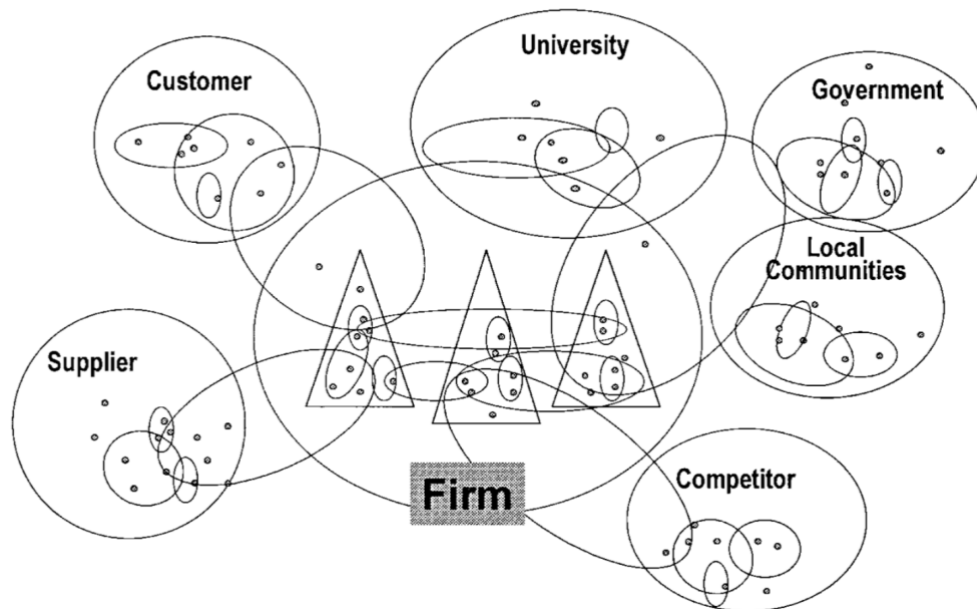 University
Customer
Government
Local
Communities
Supplier
Competitor
Firm